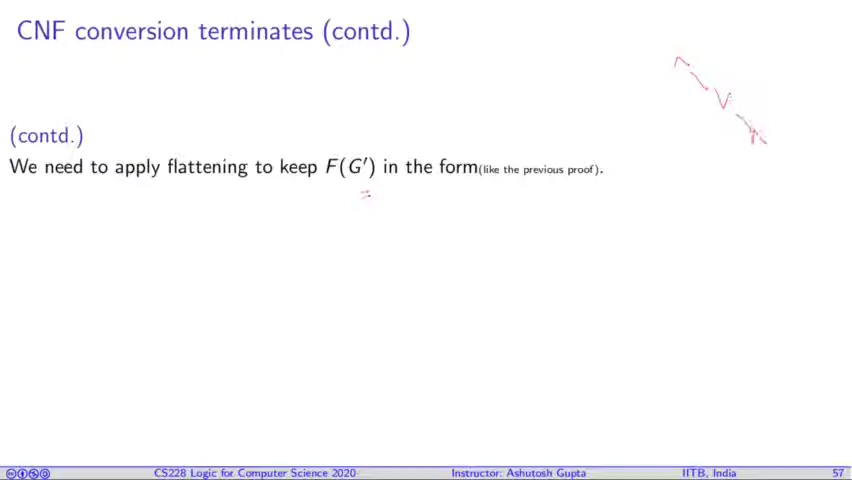 CNF conversion terminates (contd.)
(contd.)
We need to apply flattening to keep F(G′) in the form(like the previous proof).
CS228 Logic for Computer Science 2020 Instructor: Ashutosh Gupta IITB, India 57